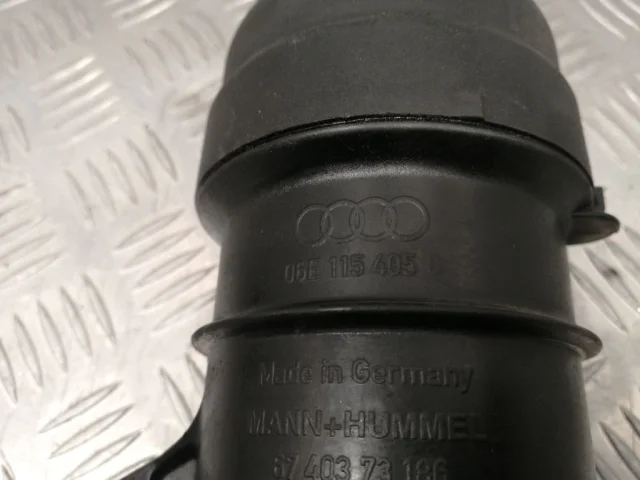 06E 115 405
Made in Germany
MANN+HUMMEL
67 403 73 186